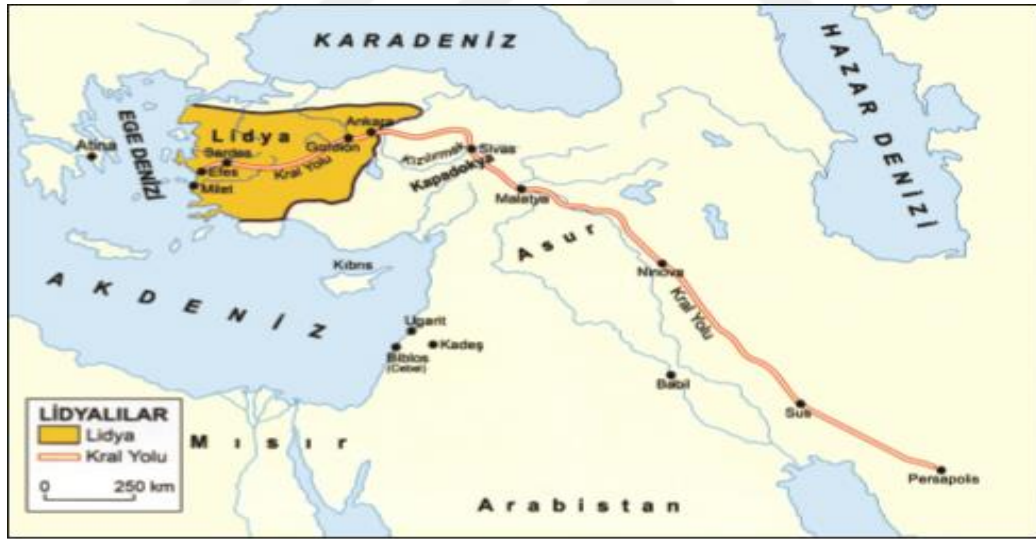 KARADENİZ
HAZAR DENİZİ
EGE DENİZİ
Atina
Lidya
Ankara
Gordion
Sardes
Kral Yolu
Efes
Milet
Kızılırmak
Sivas
Kapadokya
Malatya
Asur
Ninova
Kral Yolu
Kıbrıs
AKDENİZ
Ugarit
Kadeş
Biblos
(Cebel)
Babil
Sus
Persapolis
Mısır
Arabistan
LİDYALILAR
Lidya
Kral Yolu
0 250 km